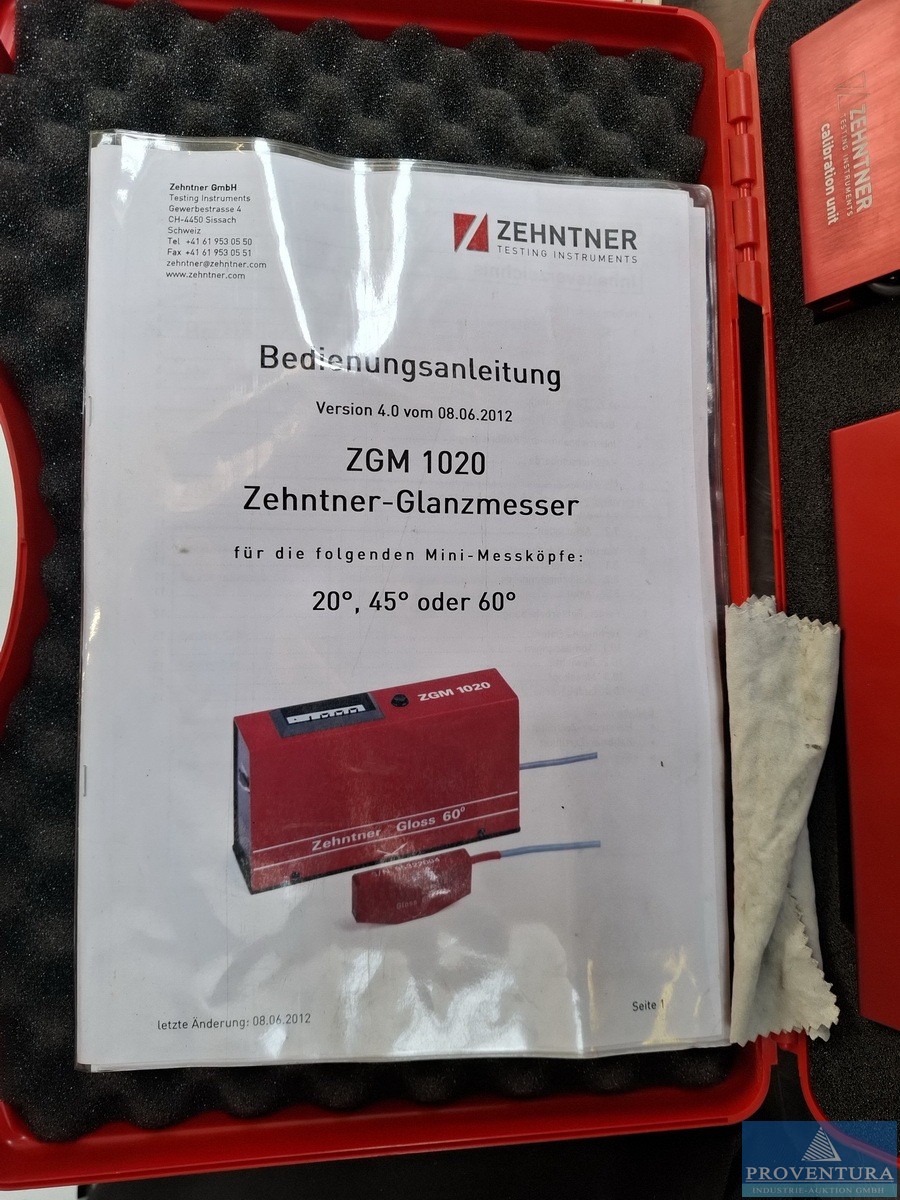 Zehntner GmbH
Testing Instruments
Gewerbestrasse 4
CH-4450 Sissach
Schweiz
Tel +41 61 953 05 50
Fax +41 61 953 05 51
zehntner@zehntner.com
www.zehntner.com
ZEHNTNER
TESTING INSTRUMENTS
Bedienungsanleitung
Version 4.0 vom 08.06.2012
ZGM 1020
Zehntner-Glanzmesser
für die folgenden Mini-Messköpfe:
20°, 45° oder 60°
ZGM 1020
Zehntner Gloss 60°
Gloss
letzte Änderung: 08.06.2012
Seite 1
ZEHNTNER
TESTING INSTRUMENTS
calibration unit
PROVENTURA
INDUSTRIE-AUKTION GMBH